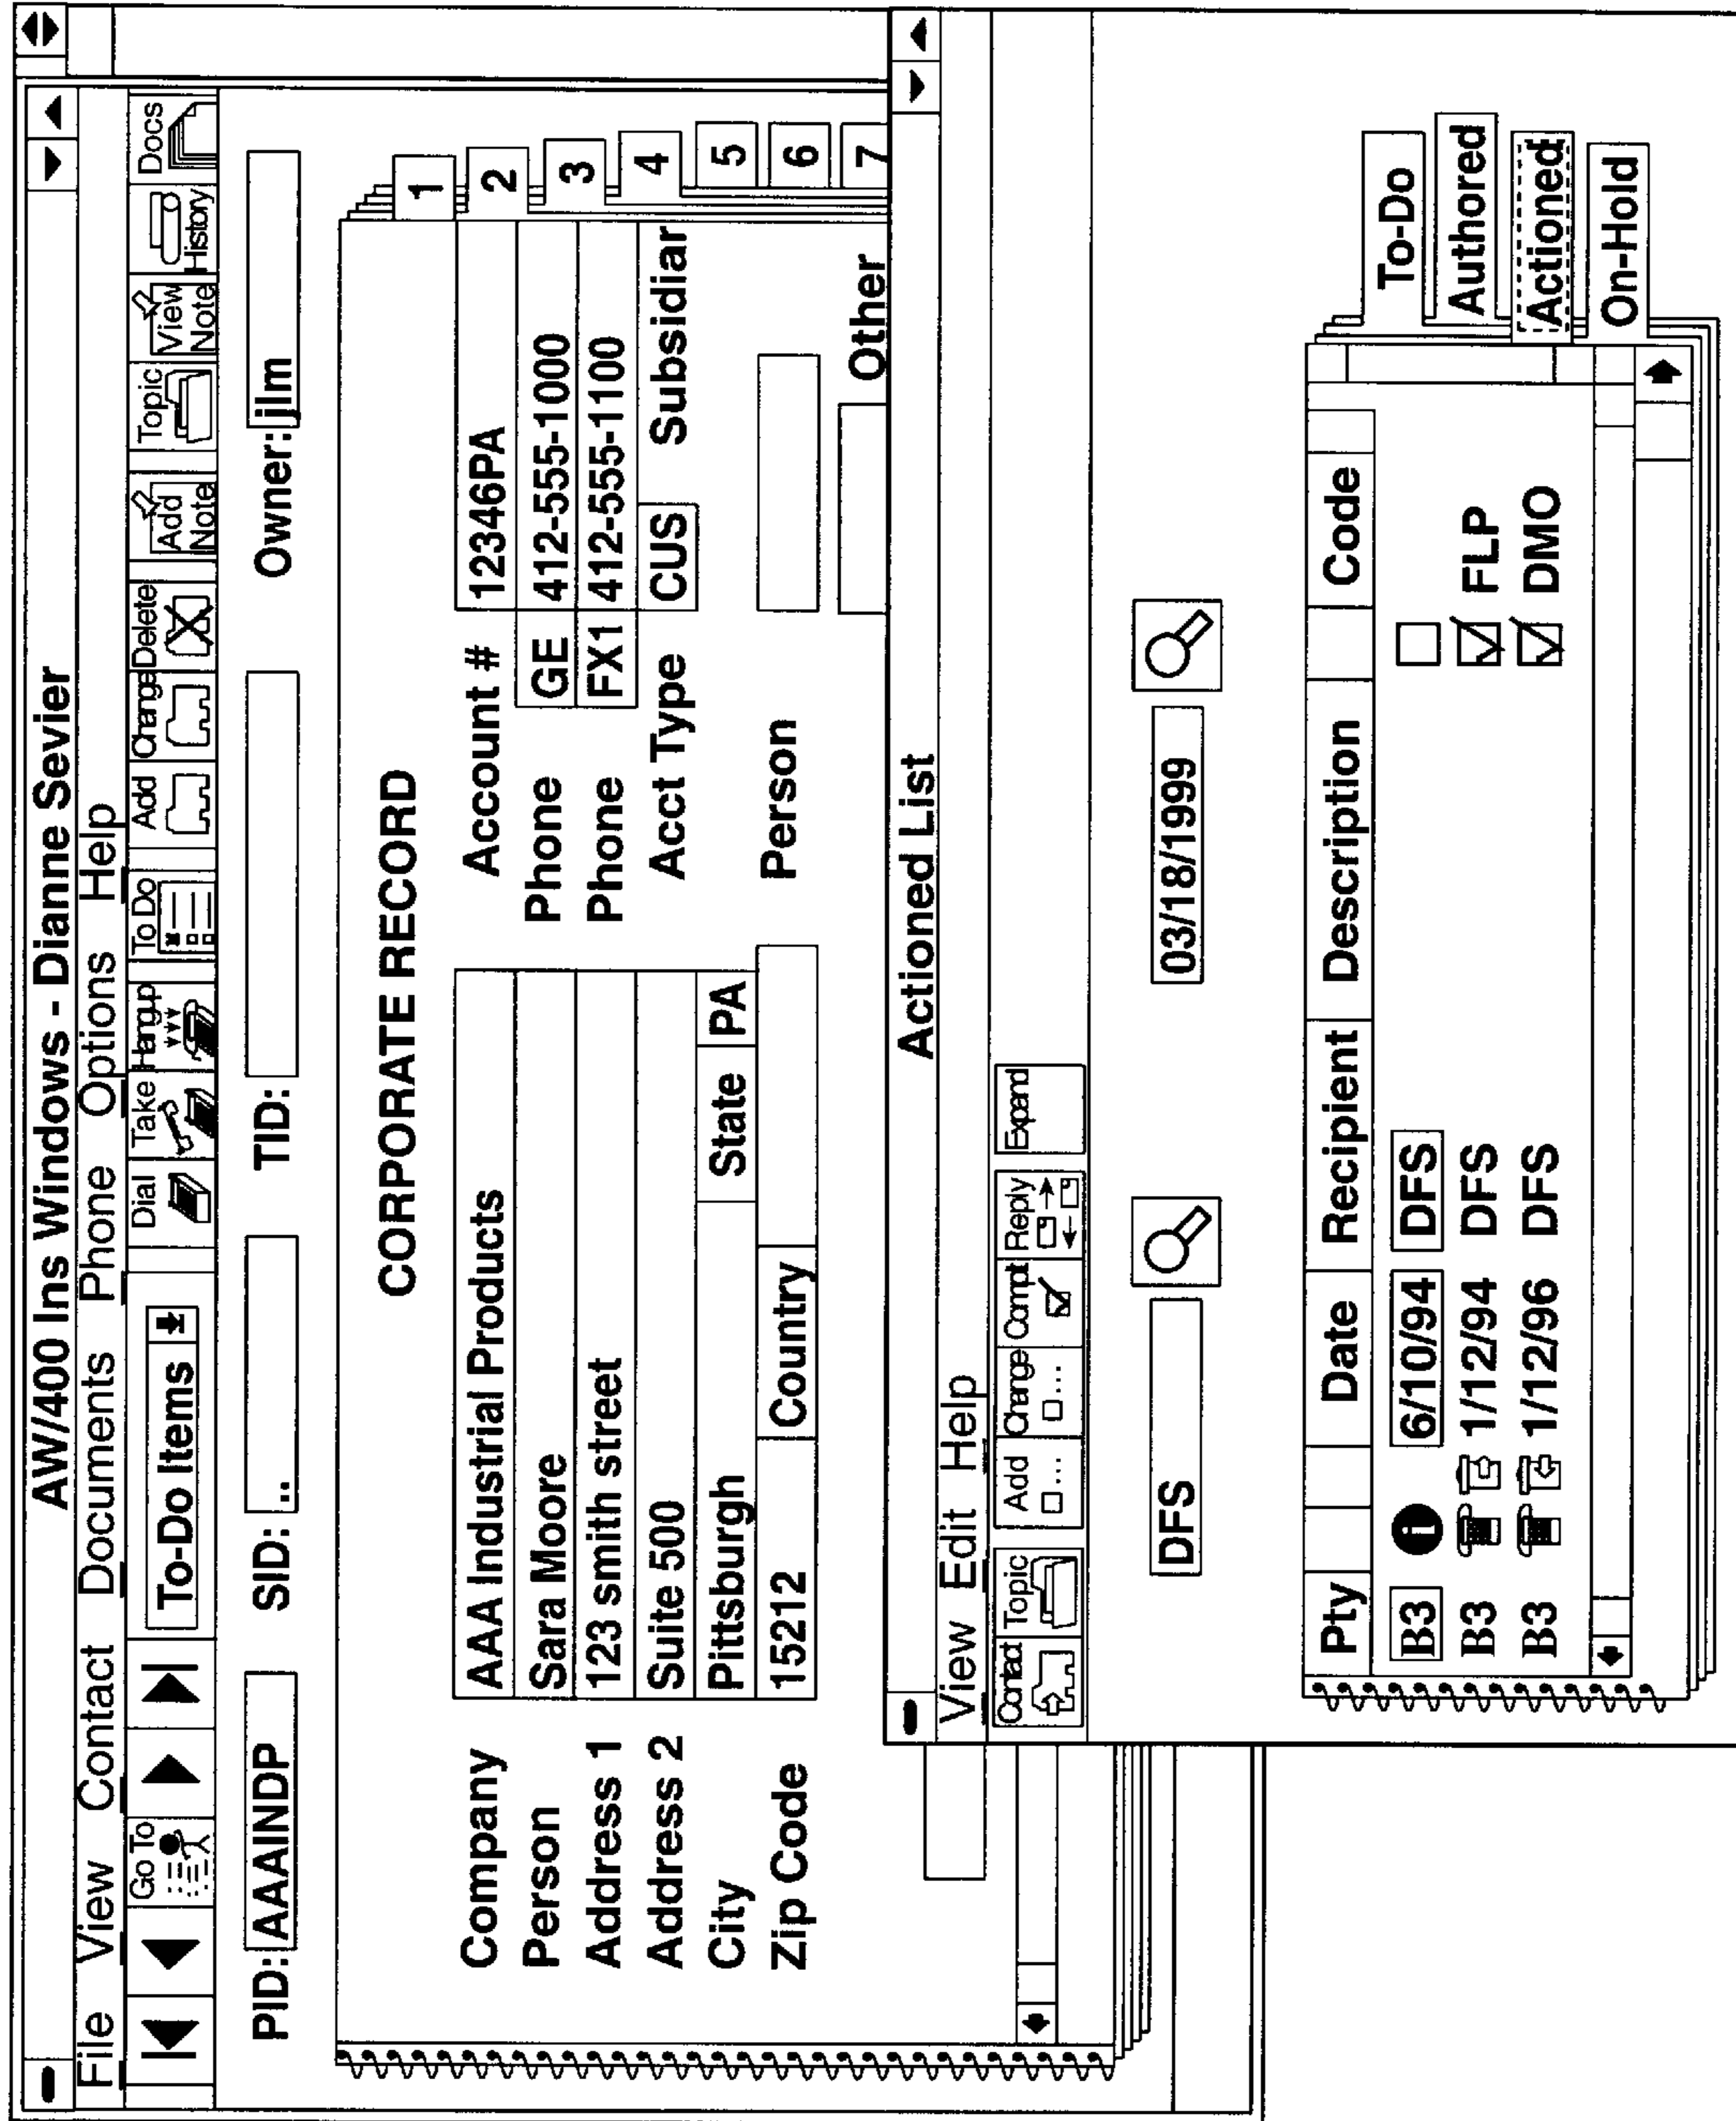 AW/400 Ins Windows - Dianne Sevier
File View Contact Documents Phone Options Help
Go To To-Do Items Dial Take Hangup To Do Add Change Delete Add Note Topic View Note History Docs
PID: AAAINDP SID: .. TID: Owner: jlm
CORPORATE RECORD
Company AAA Industrial Products Account # 12346PA
Person Sara Moore Phone GE 412-555-1000
Address 1 123 smith street Phone FX1 412-555-1100
Address 2 Suite 500 Acct Type CUS Subsidiar
City Pittsburgh State PA
Zip Code 15212 Country Person
Other
1
2
3
4
5
6
7
Actioned List
View Edit Help
Contact Topic Add Change Complt Reply Expand
DFS 03/18/1999
Pty Date Recipient Description Code
B3 6/10/94 DFS
B3 1/12/94 DFS FLP
B3 1/12/96 DFS DMO
To-Do
Authored
Actioned
On-Hold